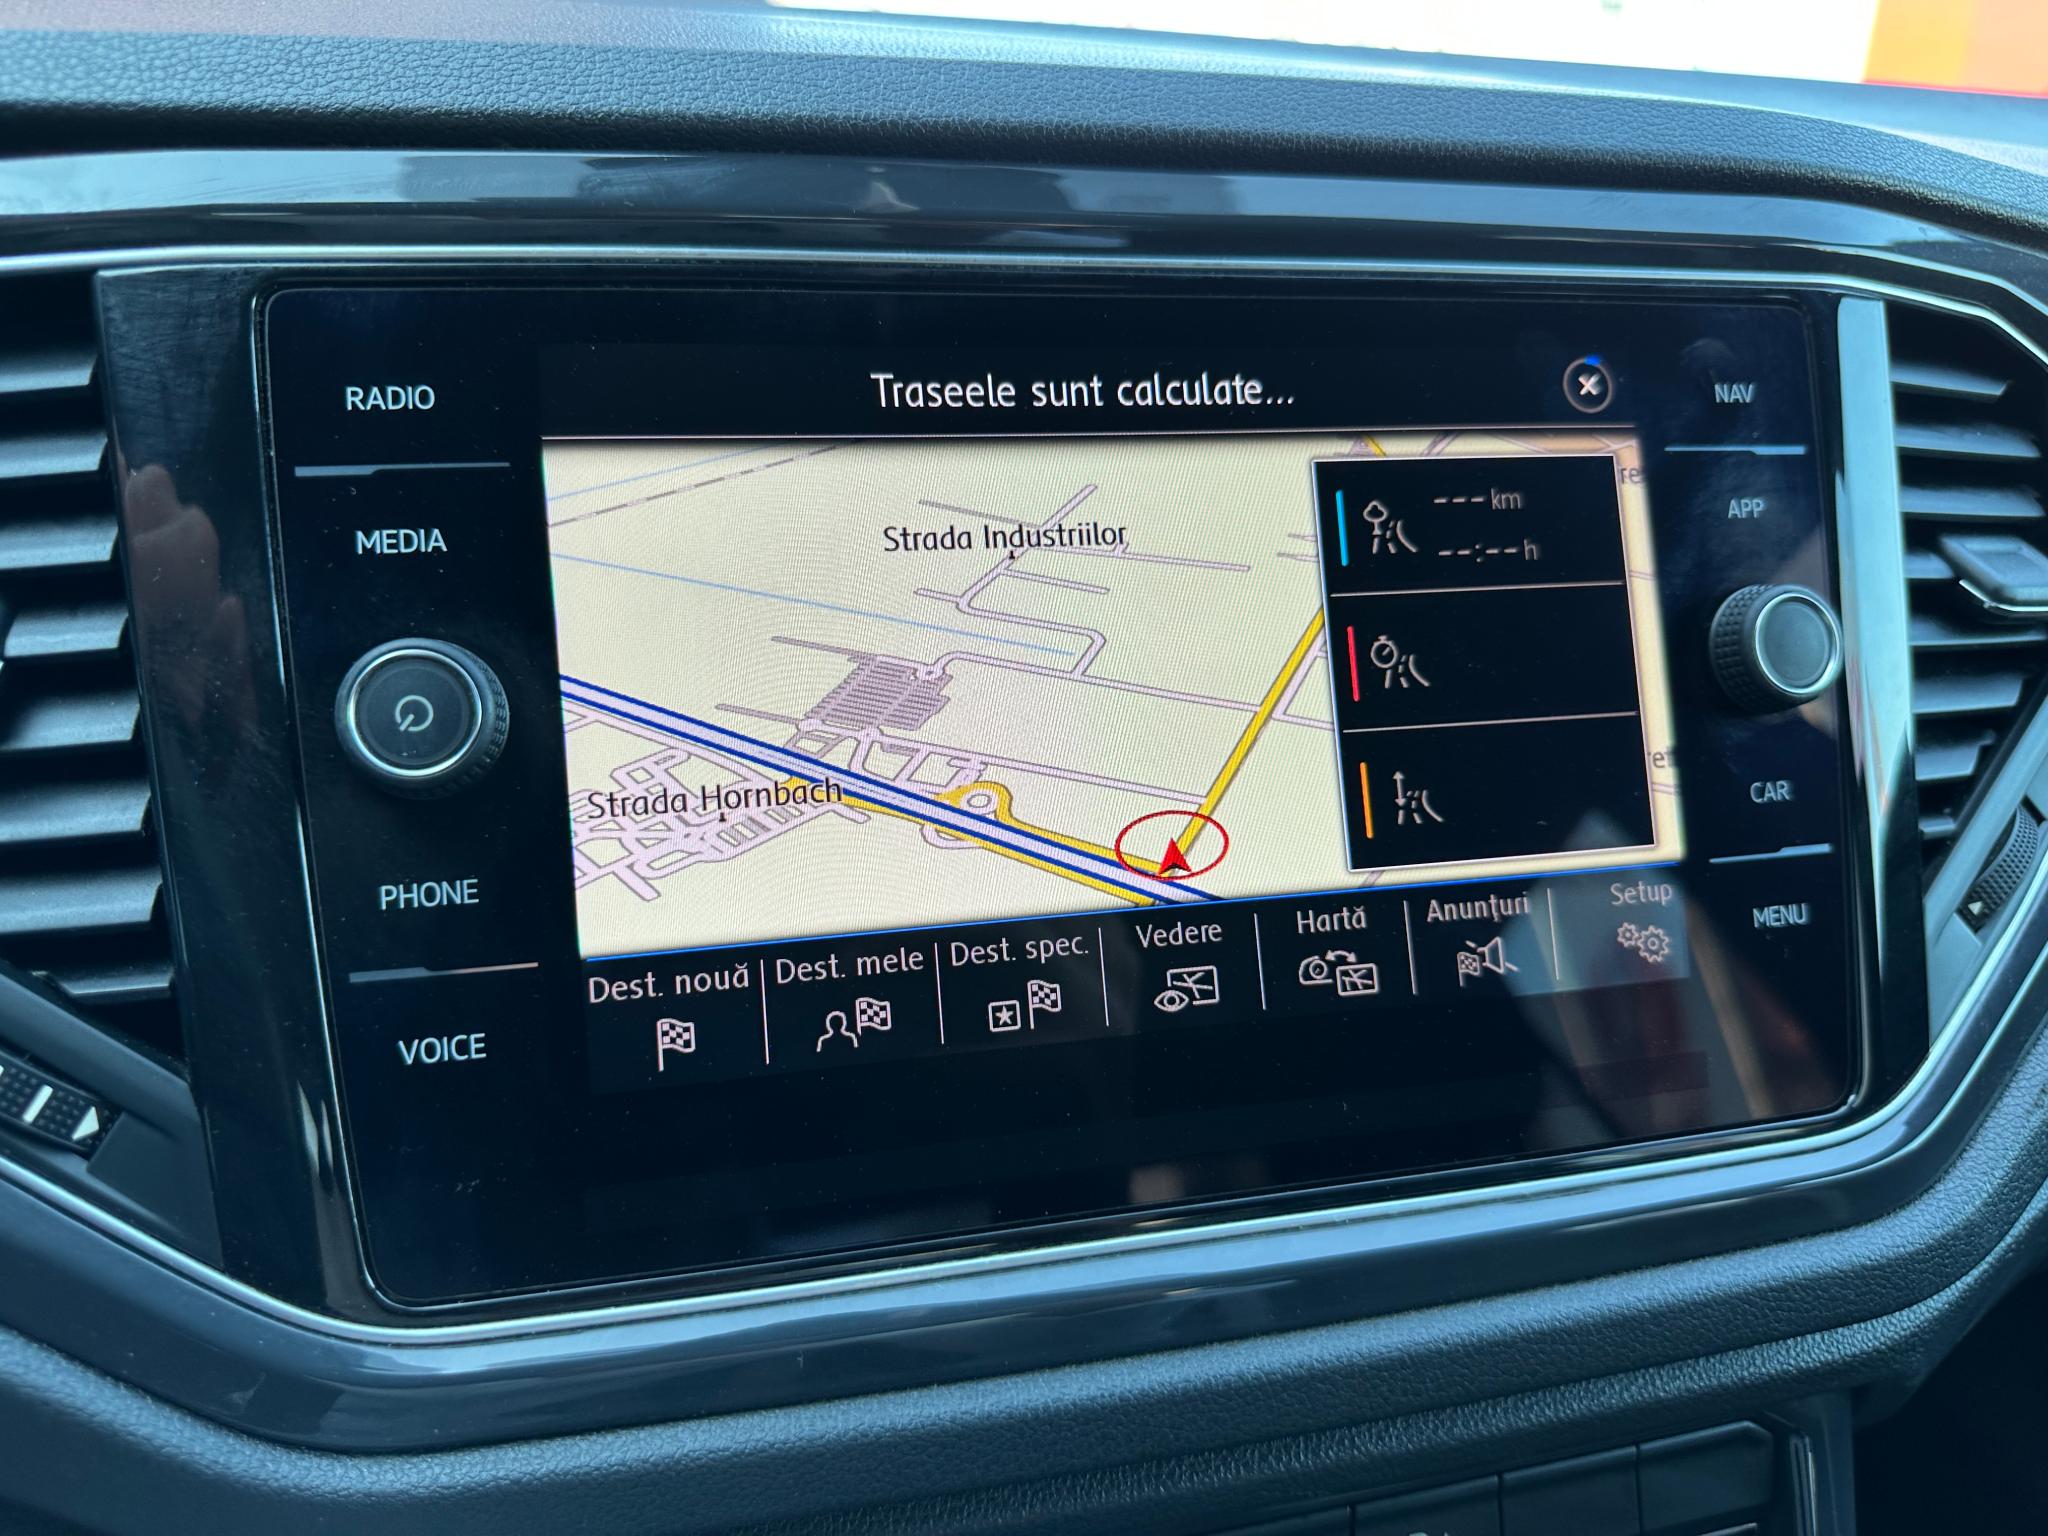 Traseele sunt calculate...
RADIO
MEDIA
PHONE
VOICE
Strada Industriilor
Strada Hornbach
---km
--:--h
Dest. nouă
Dest. mele
Dest. spec.
Vedere
Hartă
Anunțuri
Setup
NAV
APP
CAR
MENU